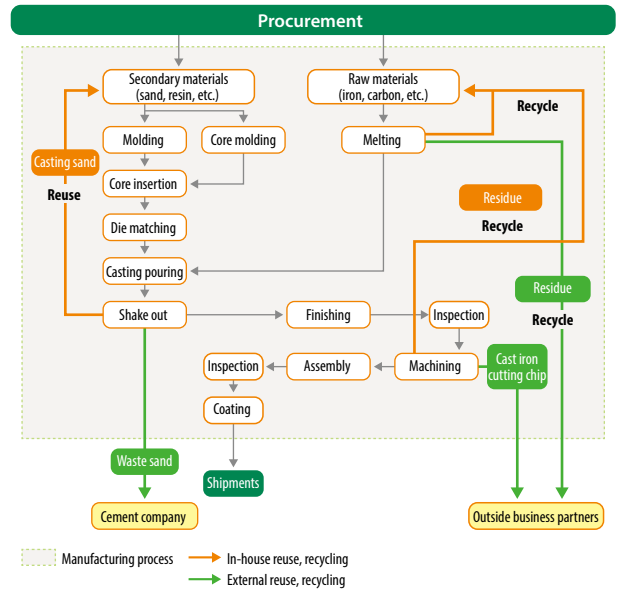 Procurement
Secondary materials
(sand, resin, etc.)
Raw materials
(iron, carbon, etc.)
Recycle
Molding
Core molding
Melting
Casting sand
Reuse
Core insertion
Residue
Recycle
Die matching
Casting pouring
Residue
Recycle
Shake out
Finishing
Inspection
Inspection
Assembly
Machining
Cast iron
cutting chip
Coating
Waste sand
Shipments
Cement company
Outside business partners
Manufacturing process
In-house reuse, recycling
External reuse, recycling